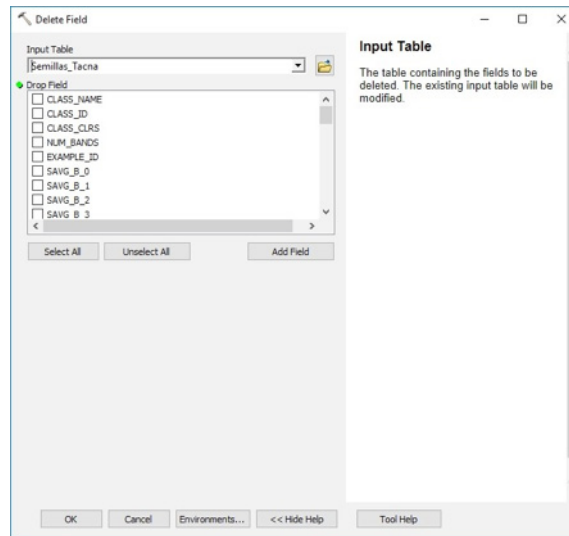 Delete Field
Input Table
Semillas_Tacna
Drop Field
CLASS_NAME
CLASS_ID
CLASS_CLRS
NUM_BANDS
EXAMPLE_ID
SAVG_B_0
SAVG_B_1
SAVG_B_2
SAVG_B_3
Select All
Unselect All
Add Field
Input Table
The table containing the fields to be
deleted. The existing input table will be
modified.
OK
Cancel
Environments...
<< Hide Help
Tool Help